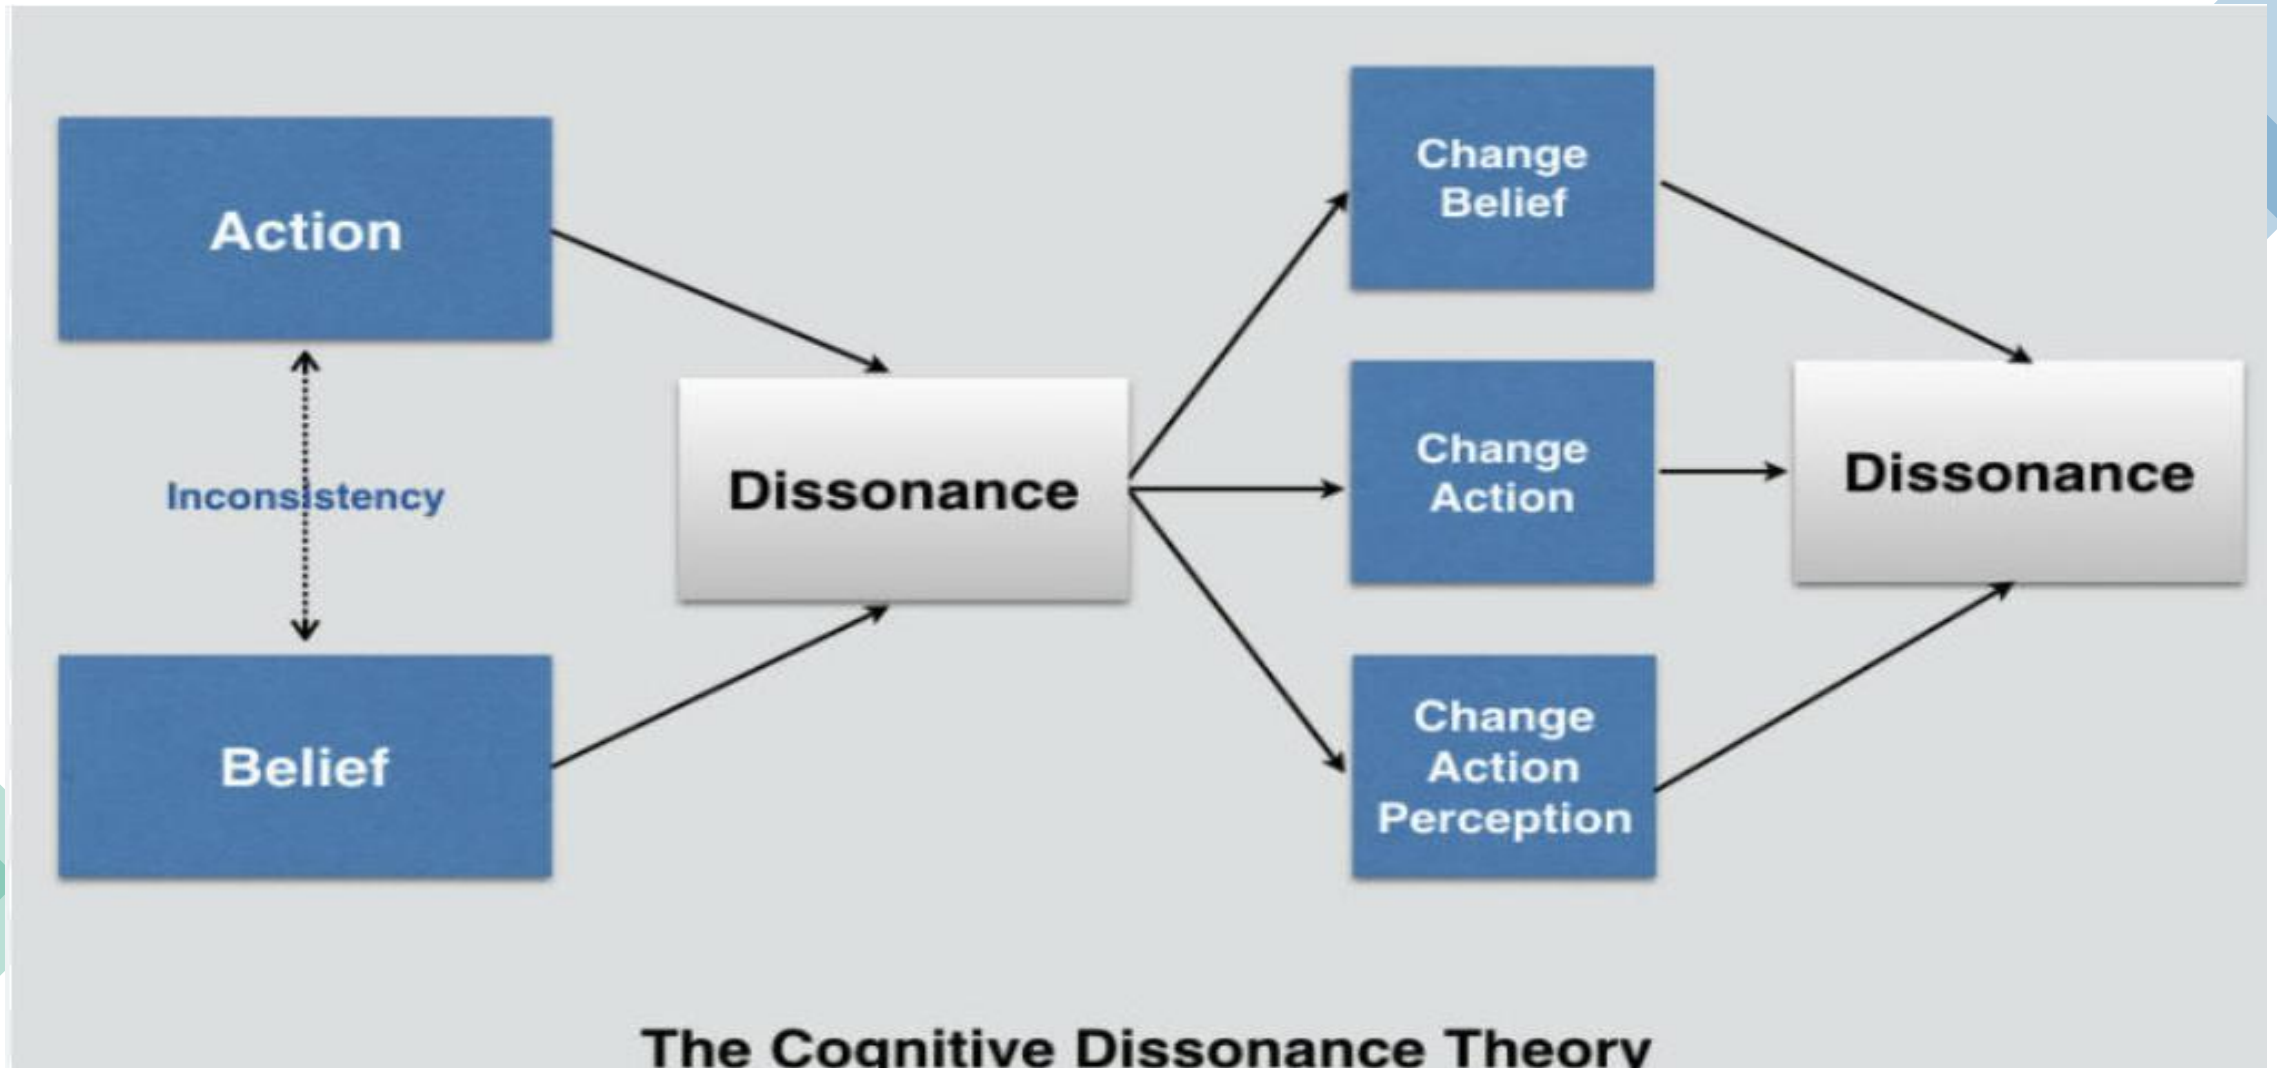 Action
Inconsistency
Belief
Dissonance
Change
Belief
Change
Action
Change
Action
Perception
Dissonance
The Cognitive Dissonance Theory